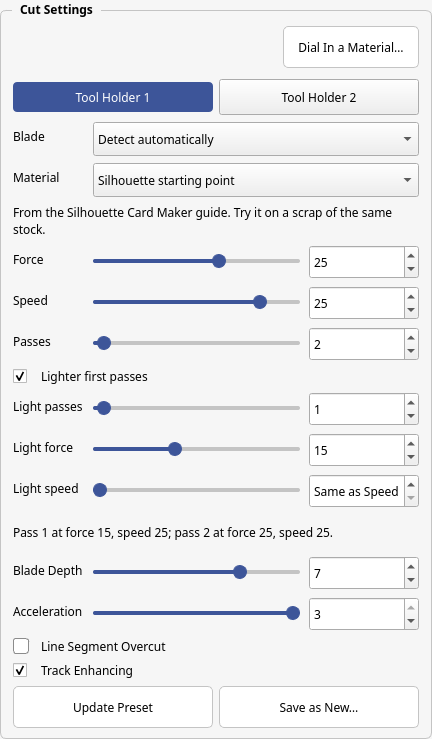 Cut Settings
Dial In a Material...
Tool Holder 1
Tool Holder 2
Blade
Detect automatically
Material
Silhouette starting point
From the Silhouette Card Maker guide. Try it on a scrap of the same
stock.
Force
25
Speed
25
Passes
2
Lighter first passes
Light passes
1
Light force
15
Light speed
Same as Speed
Pass 1 at force 15, speed 25; pass 2 at force 25, speed 25.
Blade Depth
7
Acceleration
3
Line Segment Overcut
Track Enhancing
Update Preset
Save as New...